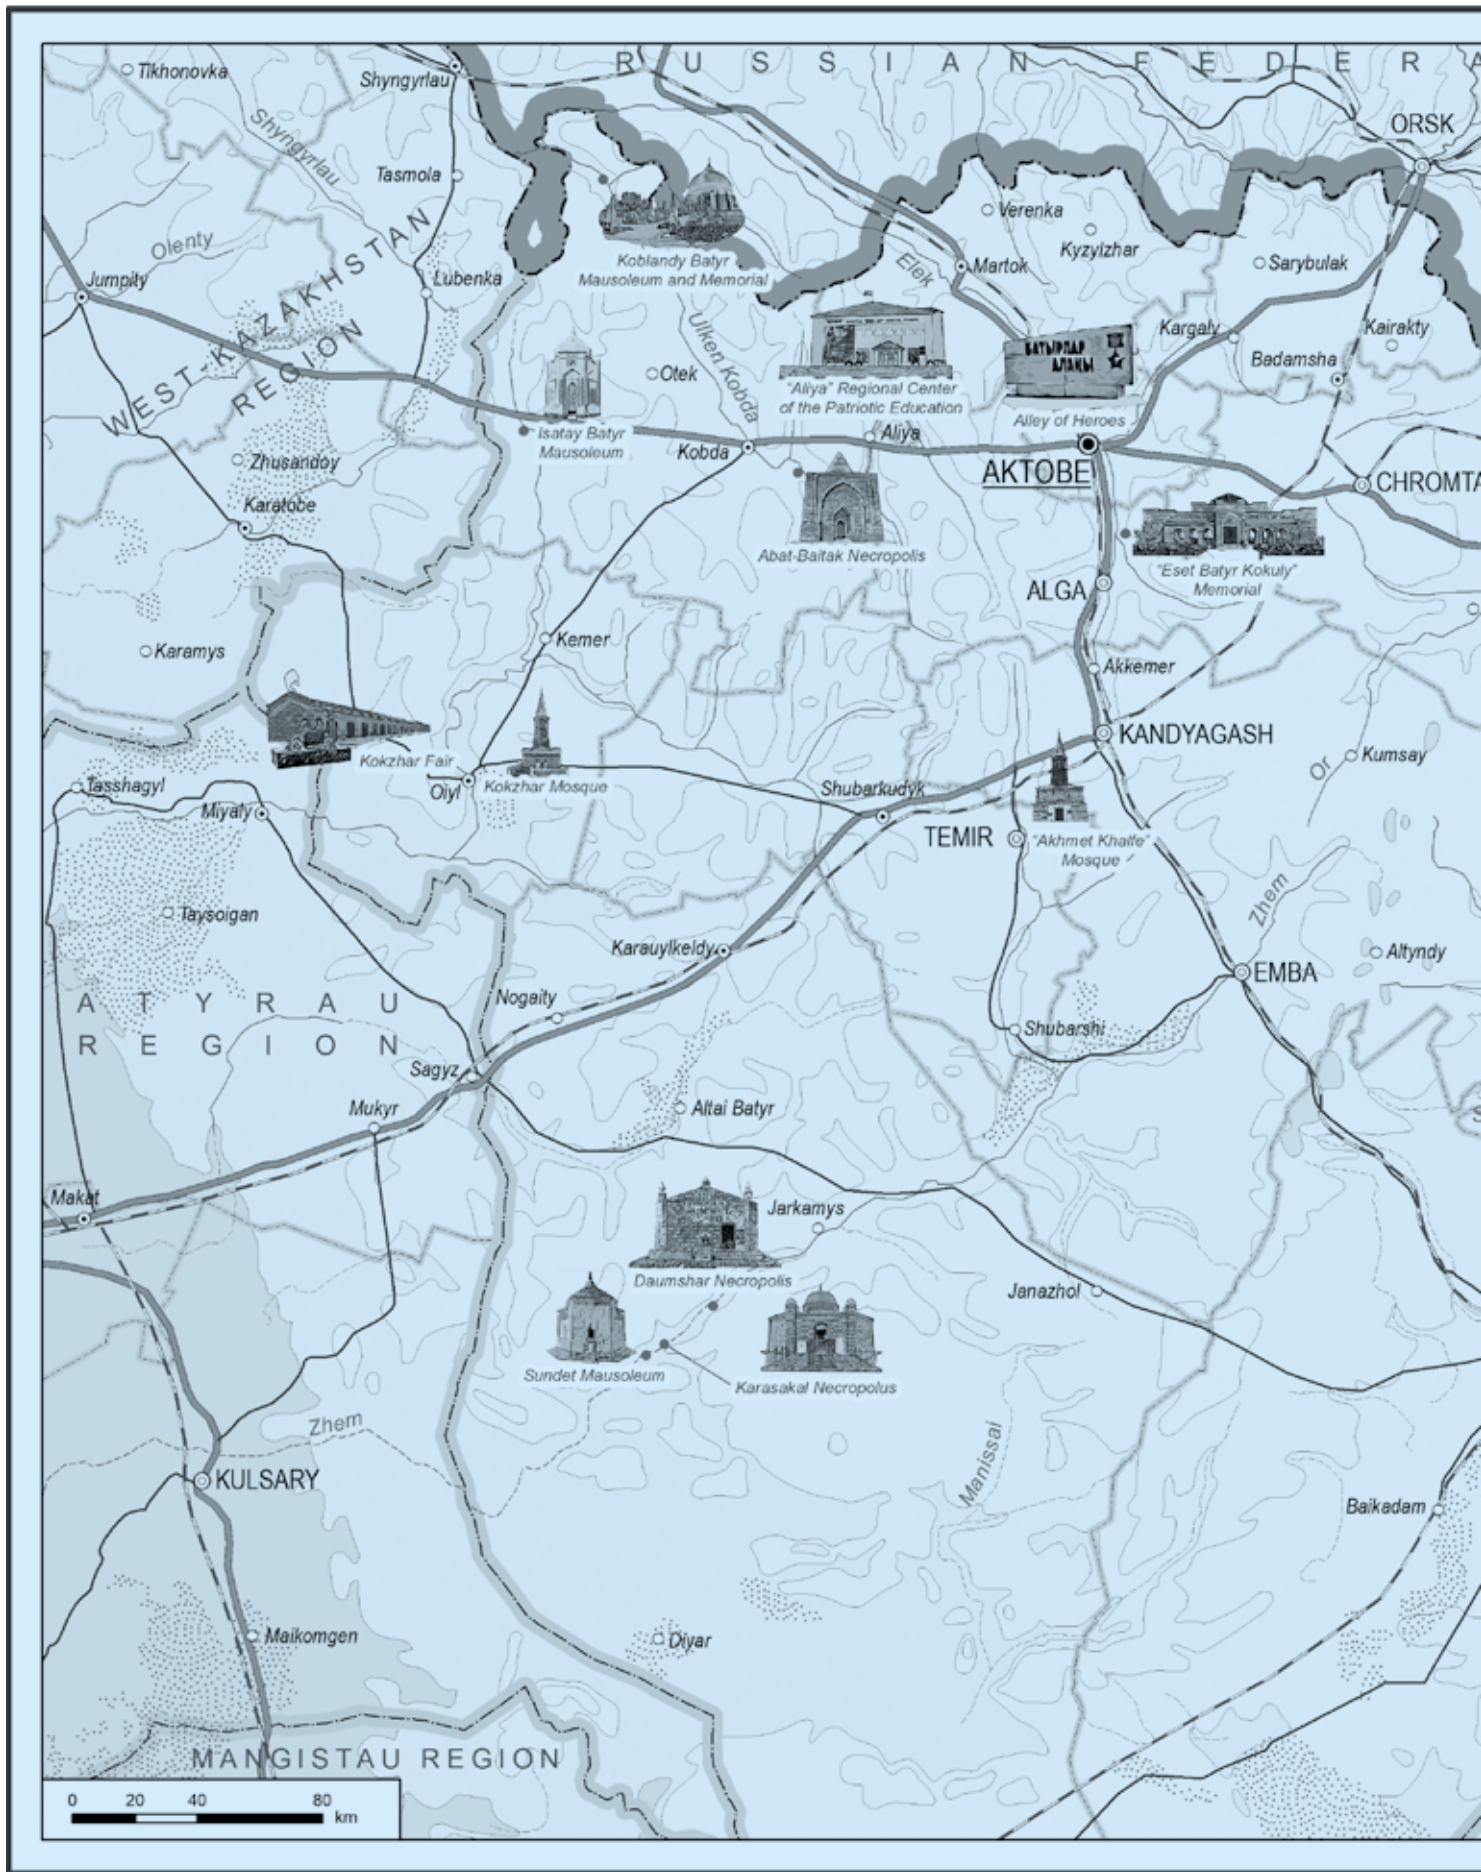 RUSSIAN FEDERA
Tikhonovka
Shyngyrlau
ORSK
Shyngyrlau
Tasmola
Verenka
Kyzylzhar
Olenty
WEST-KAZAKHSTAN
REGION
Koblandy Batyr
Mausoleum and Memorial
Elek
Martok
Sarybulak
Jumpity
Lubenka
Ulken Kobda
Kargaly
Kairakty
БАТЫРЛАР
АЛАҢЫ
Badamsha
Otek
"Aliya" Regional Center
of the Patriotic Education
Alley of Heroes
Isatay Batyr
Mausoleum
Kobda
Aliya
Zhusandoy
AKTOBE
CHROMTA
Karatobe
Abat-Baitak Necropolis
"Eset Batyr Kokuly"
Memorial
ALGA
Kemer
Karamys
Akkemer
KANDYAGASH
Kokzhar Fair
Kumsay
Or
Tasshagyl
Oiyl
Kokzhar Mosque
Shubarkudyk
Miyaly
TEMIR
"Akhmet Khalfe"
Mosque
Zhem
Taysoigan
Karauylkeldy
Altyndy
EMBA
ATYRAU
REGION
Nogaity
Shubarshi
Sagyz
Mukyr
Altai Batyr
S
Makat
Jarkamys
Daumshar Necropolis
Janazhol
Sundet Mausoleum
Karasakal Necropolus
Zhem
Manissai
KULSARY
Baikadam
Maikomgen
Diyar
MANGISTAU REGION
0 20 40 80
km